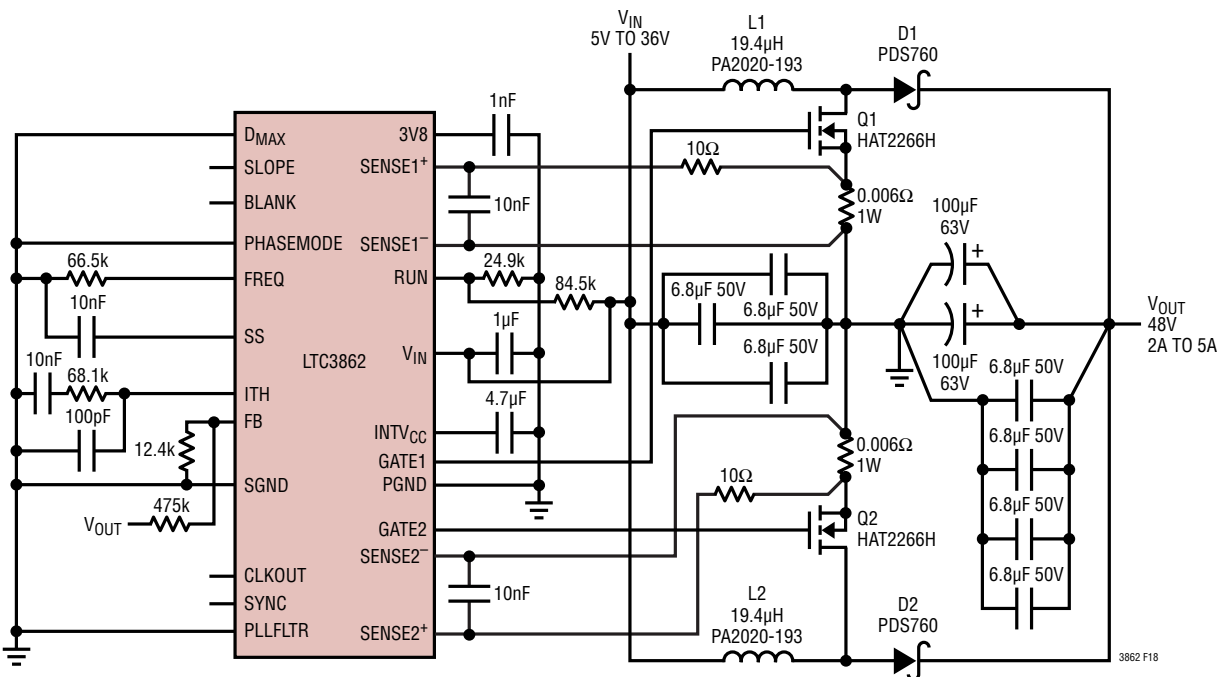 VIN
5V TO 36V
L1
19.4µH
PA2020-193
D1
PDS760
1nF
DMAX
3V8
Q1
HAT2266H
SLOPE
SENSE1+
10Ω
BLANK
10nF
0.006Ω
1W
100µF
63V
+
PHASEMODE
SENSE1–
66.5k
FREQ
RUN
24.9k
84.5k
6.8µF 50V
6.8µF 50V
10nF
SS
1µF
+
VOUT
48V
2A TO 5A
LTC3862
VIN
6.8µF 50V
100µF
63V
10nF
68.1k
ITH
6.8µF 50V
100pF
FB
4.7µF
12.4k
INTVCC
0.006Ω
1W
6.8µF 50V
GATE1
10Ω
SGND
PGND
6.8µF 50V
475k
VOUT
GATE2
Q2
HAT2266H
SENSE2–
6.8µF 50V
CLKOUT
10nF
L2
19.4µH
PA2020-193
D2
PDS760
SYNC
PLLFLTR
SENSE2+
3862 F18